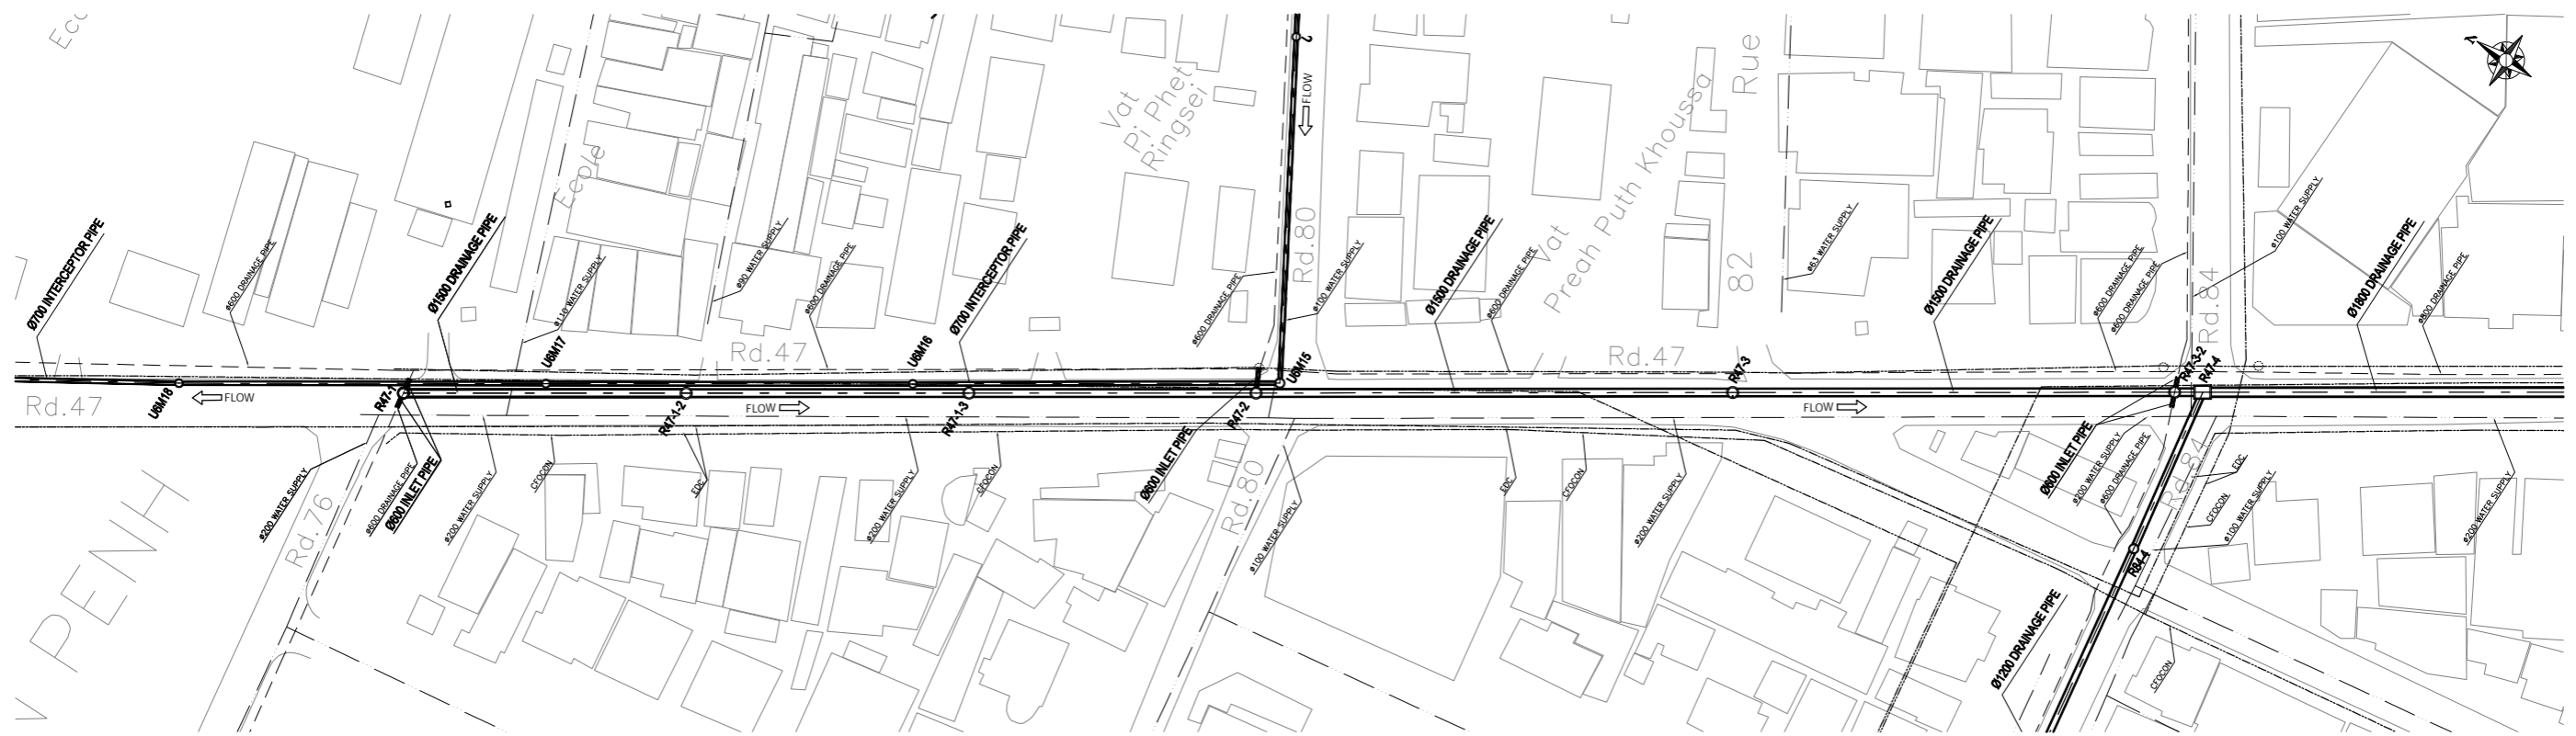 Eco
Ecple
Vat
Pi Phet
Ringsei
Rue
82
Vat
Preah Puth Khoussa
FLOW
N
Ø700 INTERCEPTOR PIPE
ø600 DRAINAGE PIPE
Ø1500 DRAINAGE PIPE
ø110 WATER SUPPLY
ø90 WATER SUPPLY
ø600 DRAINAGE PIPE
Ø700 INTERCEPTOR PIPE
ø600 DRAINAGE PIPE
Rd.80
ø100 WATER SUPPLY
Ø1500 DRAINAGE PIPE
ø600 DRAINAGE PIPE
ø63 WATER SUPPLY
Ø1500 DRAINAGE PIPE
ø600 DRAINAGE PIPE
ø600 DRAINAGE PIPE
Rd.84
ø100 WATER SUPPLY
Ø1800 DRAINAGE PIPE
ø800 DRAINAGE PIPE
Rd.47
Rd.47
U6M18
R47-1
U6M17
U6M16
U6M15
R47-3
R47-3-2
R47-4
Rd.47
FLOW
R47-1-2
FLOW
R47-1-3
R47-2
FLOW
N PENH
ø200 WATER SUPPLY
Rd.76
ø600 DRAINAGE PIPE
Ø600 INLET PIPE
ø200 WATER SUPPLY
CFOCON
EDC
ø200 WATER SUPPLY
CFOCON
Ø600 INLET PIPE
Rd.80
ø100 WATER SUPPLY
EDC
CFOCON
ø200 WATER SUPPLY
Ø600 INLET PIPE
ø200 WATER SUPPLY
ø600 DRAINAGE PIPE
Rd.84
EDC
CFOCON
ø100 WATER SUPPLY
ø200 WATER SUPPLY
R84-4
Ø1200 DRAINAGE PIPE
CFOCON